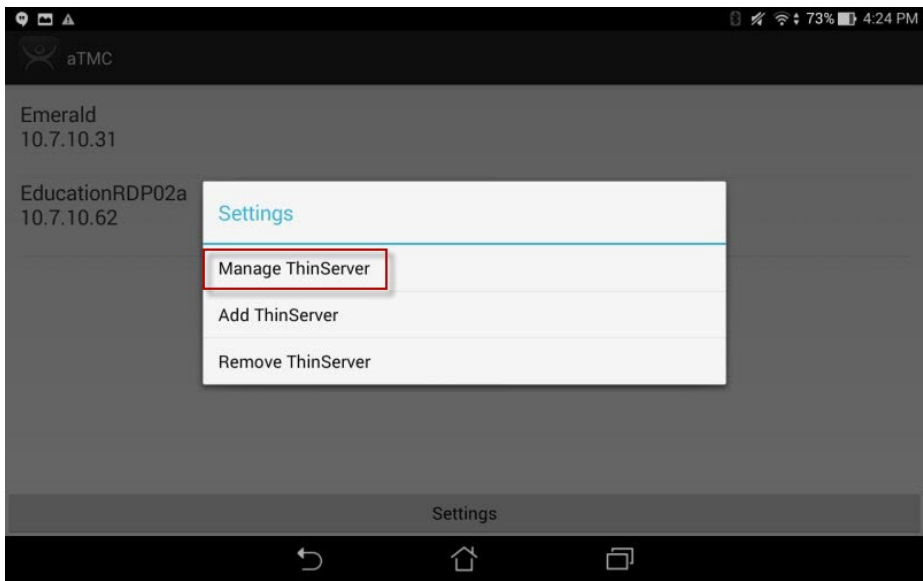 73% 4:24 PM
aTMC
Emerald
10.7.10.31
EducationRDP02a
10.7.10.62
Settings
Manage ThinServer
Add ThinServer
Remove ThinServer
Settings